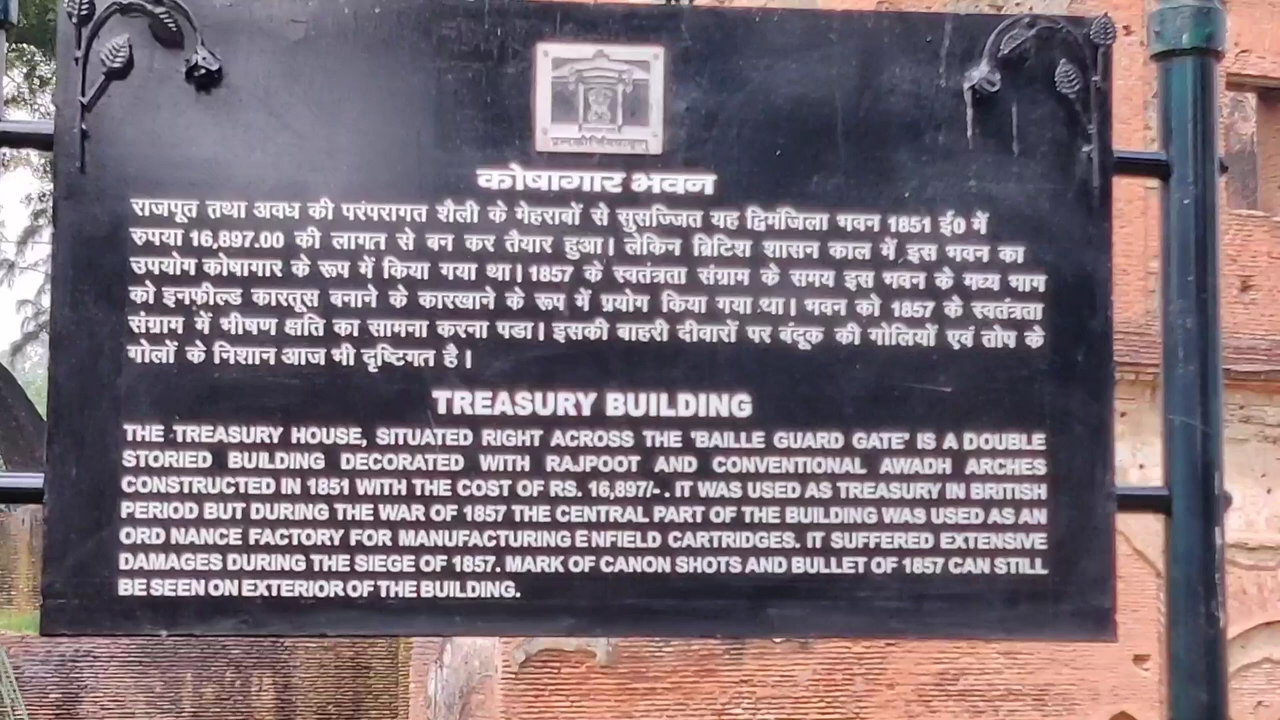 प्रत्नकीर्तिमपावृणु
कोषागार भवन
राजपूत तथा अवध की परंपरागत शैली के मेहराबों से सुसज्जित यह द्विमंजिला भवन 1851 ई0 में
रुपया 16,897.00 की लागत से बन कर तैयार हुआ। लेकिन ब्रिटिश शासन काल में इस भवन का
उपयोग कोषागार के रूप में किया गया था। 1857 के स्वतंत्रता संग्राम के समय इस भवन के मध्य भाग
को इनफील्ड कारतूस बनाने के कारखाने के रूप में प्रयोग किया गया था। भवन को 1857 के स्वतंत्रता
संग्राम में भीषण क्षति का सामना करना पडा। इसकी बाहरी दीवारों पर बंदूक की गोलियों एवं तोप के
गोलों के निशान आज भी दृष्टिगत है।
TREASURY BUILDING
THE TREASURY HOUSE, SITUATED RIGHT ACROSS THE 'BAILLE GUARD GATE' IS A DOUBLE
STORIED BUILDING DECORATED WITH RAJPOOT AND CONVENTIONAL AWADH ARCHES
CONSTRUCTED IN 1851 WITH THE COST OF RS. 16,897/- . IT WAS USED AS TREASURY IN BRITISH
PERIOD BUT DURING THE WAR OF 1857 THE CENTRAL PART OF THE BUILDING WAS USED AS AN
ORD NANCE FACTORY FOR MANUFACTURING ENFIELD CARTRIDGES. IT SUFFERED EXTENSIVE
DAMAGES DURING THE SIEGE OF 1857. MARK OF CANON SHOTS AND BULLET OF 1857 CAN STILL
BE SEEN ON EXTERIOR OF THE BUILDING.